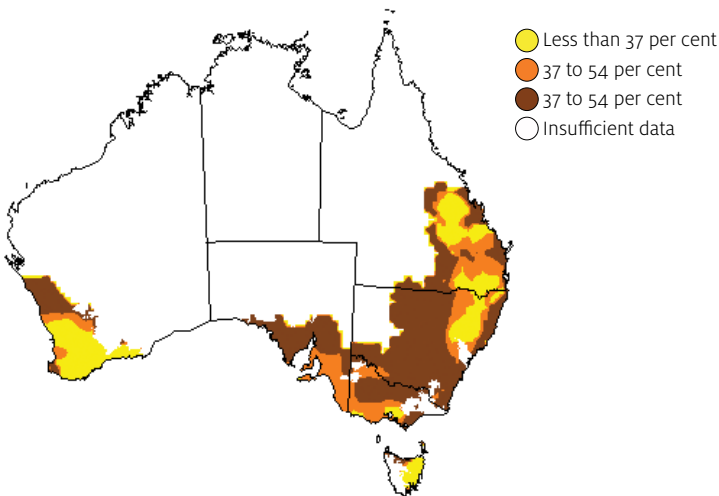 Less than 37 per cent
37 to 54 per cent
37 to 54 per cent
Insufficient data